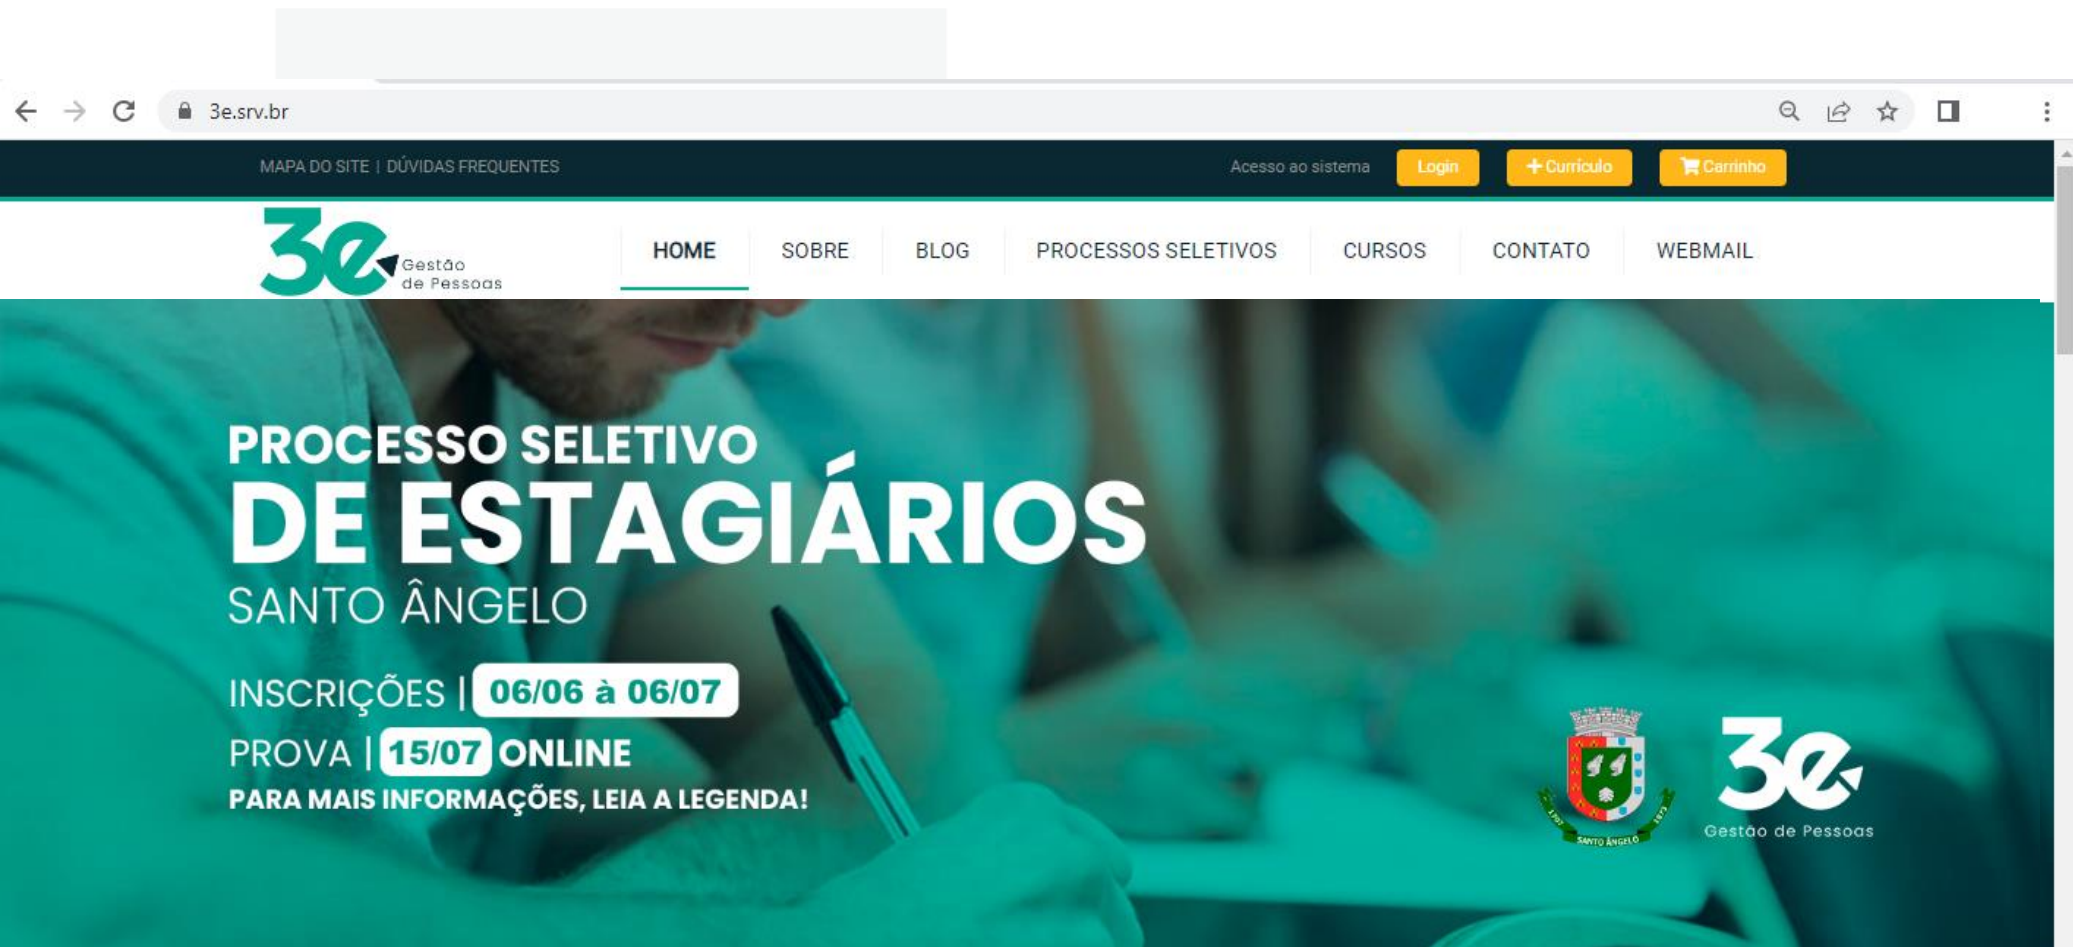 3e.srv.br
MAPA DO SITE | DÚVIDAS FREQUENTES
Acesso ao sistema Login + Currículo Carrinho
3e Gestão de Pessoas
HOME SOBRE BLOG PROCESSOS SELETIVOS CURSOS CONTATO WEBMAIL
PROCESSO SELETIVO
DE ESTAGIÁRIOS
SANTO ÂNGELO
INSCRIÇÕES | 06/06 à 06/07
PROVA | 15/07 ONLINE
PARA MAIS INFORMAÇÕES, LEIA A LEGENDA!
1707 SANTO ÂNGELO 1873
3e
Gestão de Pessoas